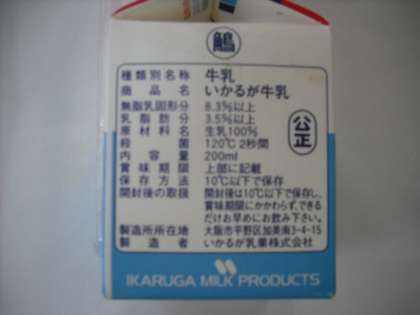 鵤
種類別名称 牛乳
商品名 いかるが牛乳
無脂乳固形分 8.3%以上
乳脂肪分 3.5%以上
原材料名 生乳100%
殺菌 120℃ 2秒間
内容量 200ml
賞味期限 上部に記載
保存方法 10℃以下で保存
開封後の取扱 開封後は10℃以下で保存し、
賞味期限にかかわらず、できる
だけお早めにお飲み下さい。
製造所所在地 大阪市平野区加美南3-4-15
製造者 いかるが乳業株式会社
公正
IKARUGA MILK PRODUCTS